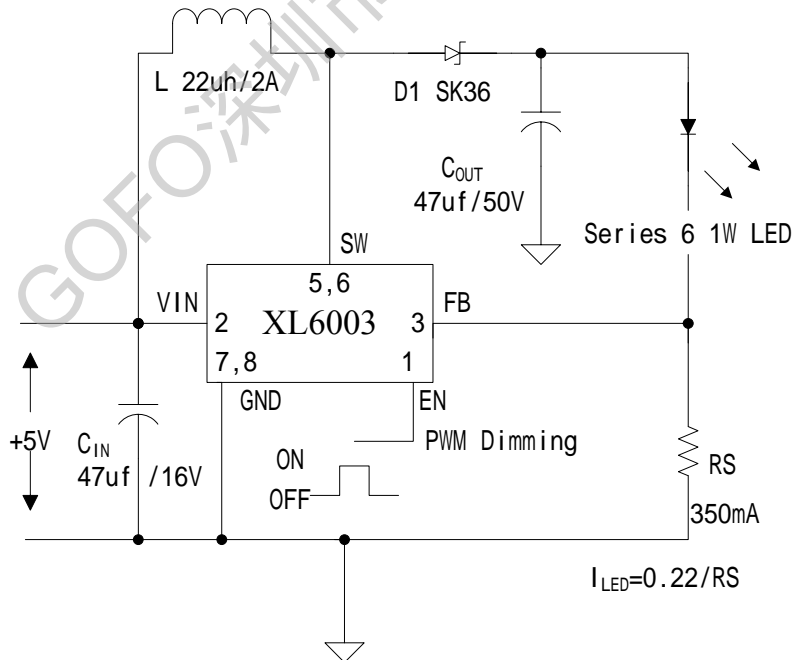 GOFO深圳市
L 22uh/2A
D1 SK36
COUT
47uf/50V
Series 6 1W LED
SW
5,6
VIN
2
XL6003
3
FB
7,8
1
GND
EN
+5V
CIN
47uf /16V
ON
OFF
PWM Dimming
RS
350mA
ILED=0.22/RS